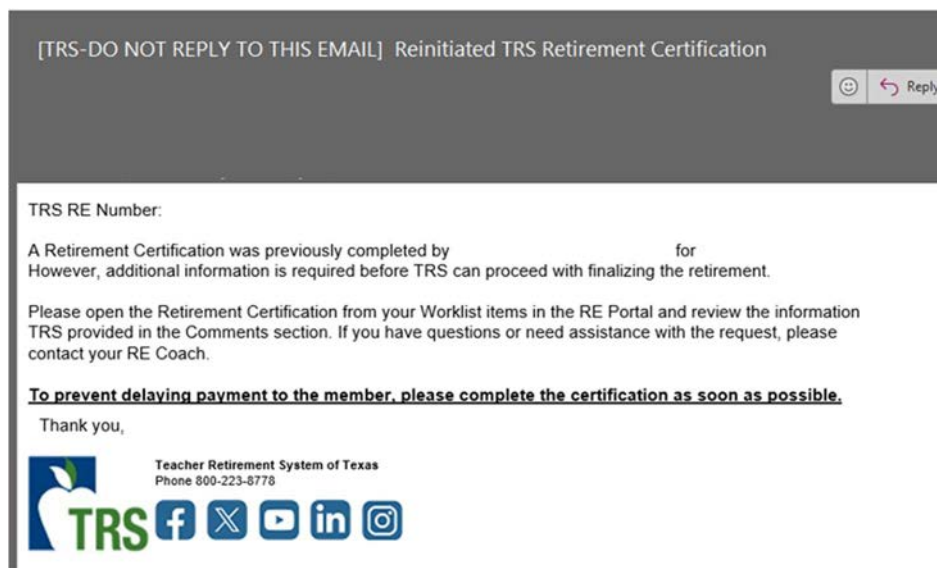 [TRS-DO NOT REPLY TO THIS EMAIL] Reinitiated TRS Retirement Certification
Reply
TRS RE Number:
A Retirement Certification was previously completed by for
However, additional information is required before TRS can proceed with finalizing the retirement.
Please open the Retirement Certification from your Worklist items in the RE Portal and review the information
TRS provided in the Comments section. If you have questions or need assistance with the request, please
contact your RE Coach.
To prevent delaying payment to the member, please complete the certification as soon as possible.
Thank you,
Teacher Retirement System of Texas
Phone 800-223-8778
TRS